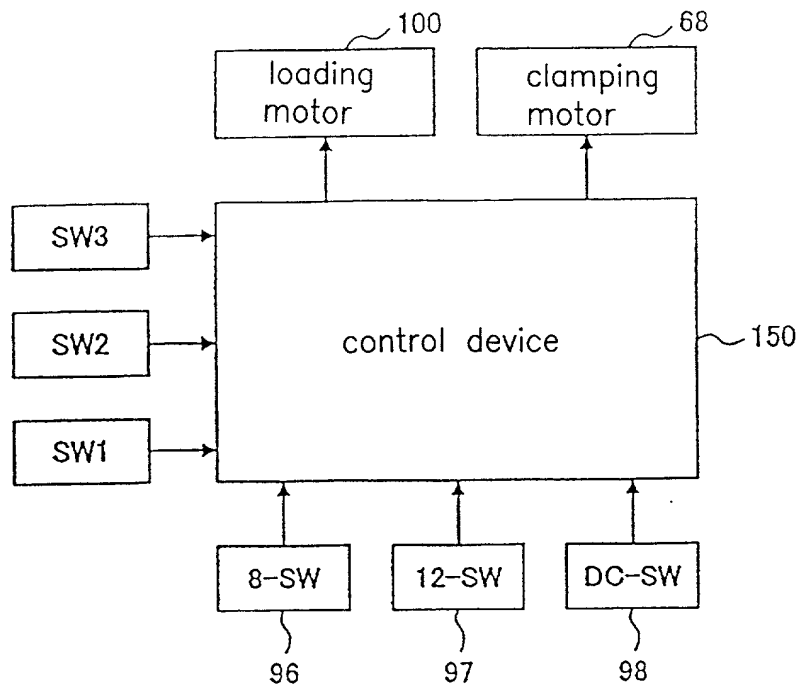 100
68
loading
motor
clamping
motor
SW3
SW2
control device
150
SW1
8-SW
12-SW
DC-SW
96
97
98